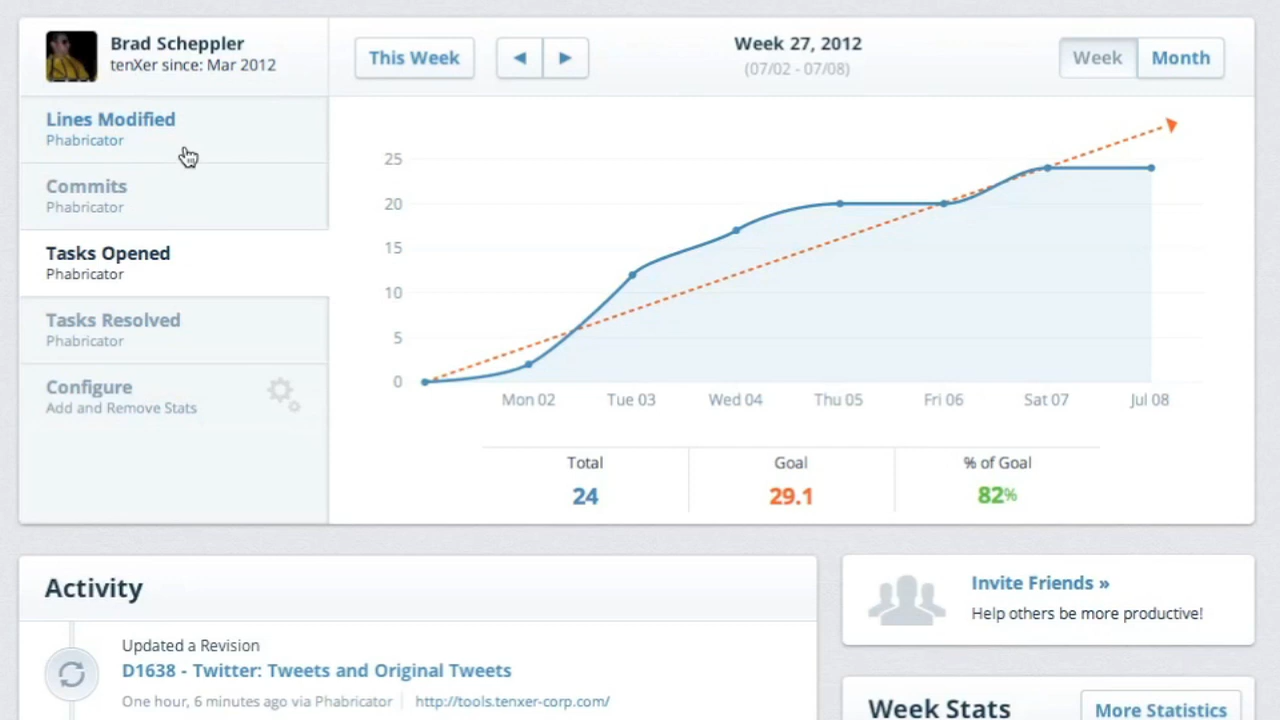 Brad Scheppler
tenXer since: Mar 2012
This Week
Week 27, 2012
(07/02 - 07/08)
Week
Month
Lines Modified
Phabricator
Commits
Phabricator
Tasks Opened
Phabricator
Tasks Resolved
Phabricator
Configure
Add and Remove Stats
25
20
15
10
5
0
Mon 02 Tue 03 Wed 04 Thu 05 Fri 06 Sat 07 Jul 08
Total Goal % of Goal
24 29.1 82%
Activity
Updated a Revision
D1638 - Twitter: Tweets and Original Tweets
One hour, 6 minutes ago via Phabricator http://tools.tenxer-corp.com/
Invite Friends »
Help others be more productive!
Week Stats
More Statistics